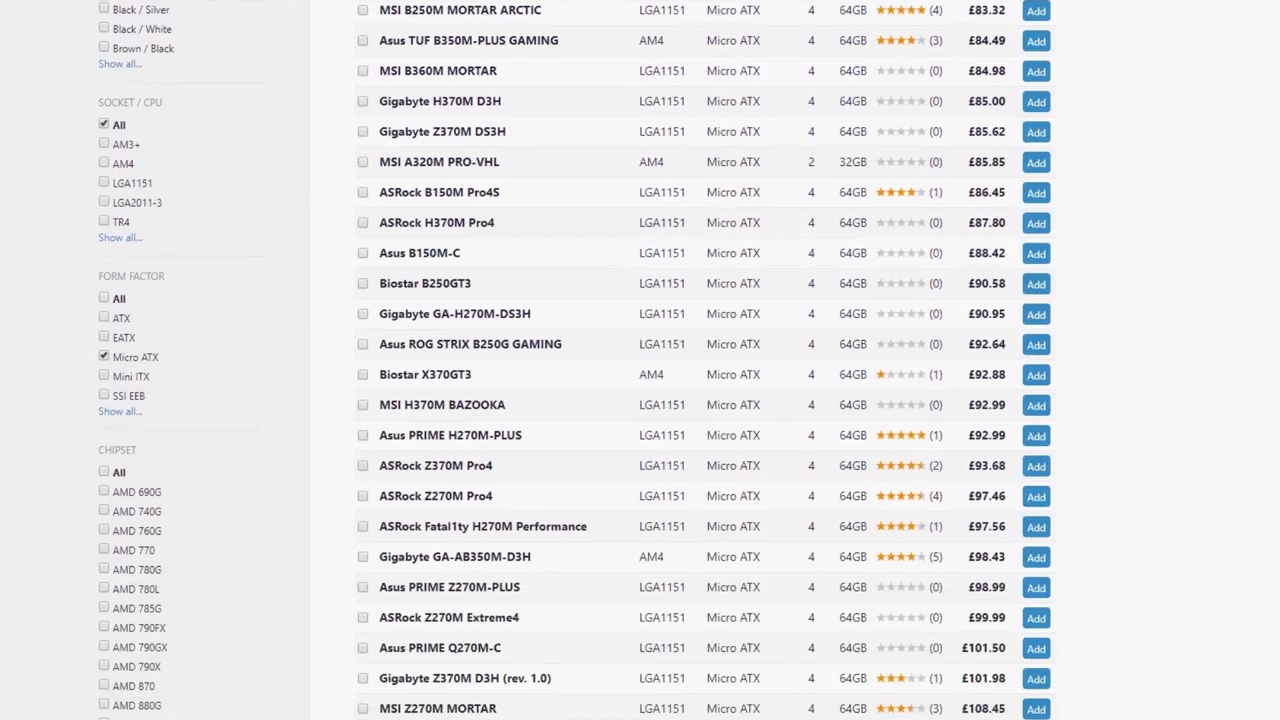 Black / Silver
Black / White
Brown / Black
Show all...
SOCKET / CPU
All
AM3+
AM4
LGA1151
LGA2011-3
TR4
Show all...
FORM FACTOR
All
ATX
EATX
Micro ATX
Mini ITX
SSI EEB
Show all...
CHIPSET
All
AMD 690G
AMD 740G
AMD 760G
AMD 770
AMD 780G
AMD 780L
AMD 785G
AMD 790FX
AMD 790GX
AMD 790X
AMD 870
AMD 880G
MSI B250M MORTAR ARCTIC LGA1151 Micro ATX 4 64GB (4) £83.32 Add
Asus TUF B350M-PLUS GAMING AM4 Micro ATX 4 64GB (3) £84.49 Add
MSI B360M MORTAR LGA1151 Micro ATX 4 64GB (0) £84.98 Add
Gigabyte H370M D3H LGA1151 Micro ATX 4 64GB (0) £85.00 Add
Gigabyte Z370M DS3H LGA1151 Micro ATX 4 64GB (0) £85.62 Add
MSI A320M PRO-VHL AM4 Micro ATX 2 32GB (0) £85.85 Add
ASRock B150M Pro4S LGA1151 Micro ATX 4 64GB (1) £86.45 Add
ASRock H370M Pro4 LGA1151 Micro ATX 4 64GB (0) £87.80 Add
Asus B150M-C LGA1151 Micro ATX 4 64GB (0) £88.42 Add
Biostar B250GT3 LGA1151 Micro ATX 4 64GB (0) £90.58 Add
Gigabyte GA-H270M-DS3H LGA1151 Micro ATX 4 64GB (0) £90.95 Add
Asus ROG STRIX B250G GAMING LGA1151 Micro ATX 4 64GB (0) £92.64 Add
Biostar X370GT3 AM4 Micro ATX 4 64GB (1) £92.88 Add
MSI H370M BAZOOKA LGA1151 Micro ATX 4 64GB (0) £92.99 Add
Asus PRIME H270M-PLUS LGA1151 Micro ATX 4 64GB (1) £92.99 Add
ASRock Z370M Pro4 LGA1151 Micro ATX 4 64GB (2) £93.68 Add
ASRock Z270M Pro4 LGA1151 Micro ATX 4 64GB (4) £97.46 Add
ASRock Fatal1ty H270M Performance LGA1151 Micro ATX 4 64GB (1) £97.56 Add
Gigabyte GA-AB350M-D3H AM4 Micro ATX 4 64GB (5) £98.43 Add
Asus PRIME Z270M-PLUS LGA1151 Micro ATX 4 64GB (0) £98.99 Add
ASRock Z270M Extreme4 LGA1151 Micro ATX 4 64GB (0) £99.99 Add
Asus PRIME Q270M-C LGA1151 Micro ATX 4 64GB (0) £101.50 Add
Gigabyte Z370M D3H (rev. 1.0) LGA1151 Micro ATX 4 64GB (1) £101.98 Add
MSI Z270M MORTAR LGA1151 Micro ATX 4 64GB (3) £108.45 Add